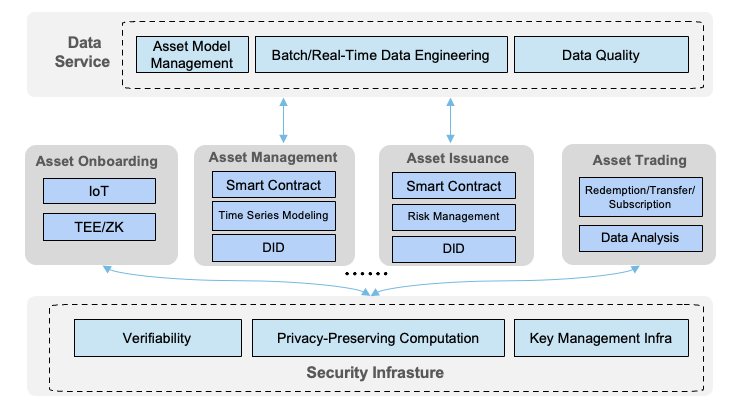 Data
Service
Asset Model
Management
Batch/Real-Time Data Engineering
Data Quality
Asset Onboarding
IoT
TEE/ZK
Asset Management
Smart Contract
Time Series Modeling
DID
Asset Issuance
Smart Contract
Risk Management
DID
Asset Trading
Redemption/Transfer/
Subscription
Data Analysis
......
Verifiability
Privacy-Preserving Computation
Key Management Infra
Security Infrasture